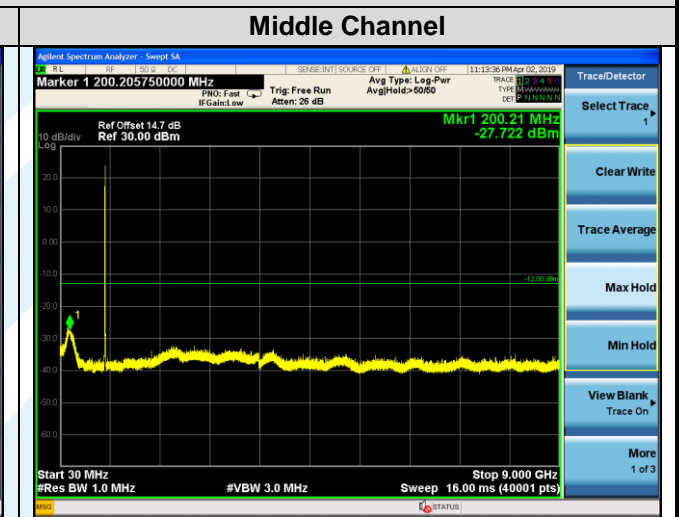 Middle Channel
Agilent Spectrum Analyzer - Swept SA
RL RF 50 Ω DC SENSE:INT SOURCE OFF ALIGN OFF 11:13:36 PM Apr 02, 2019
Marker 1 200.205750000 MHz
PNO: Fast
IFGain:Low
Trig: Free Run
Atten: 26 dB
Avg Type: Log-Pwr
Avg|Hold:>50/50
TRACE 1 2 3 4 5 6
TYPE M
DET P N N N N N
Mkr1 200.21 MHz
-27.722 dBm
Ref Offset 14.7 dB
10 dB/div Ref 30.00 dBm
Log
20.0
10.0
0.00
-10.0
-13.00 dBm
-20.0
1
-30.0
-40.0
-50.0
-60.0
Start 30 MHz Stop 9.000 GHz
#Res BW 1.0 MHz #VBW 3.0 MHz Sweep 16.00 ms (40001 pts)
MSG STATUS
Trace/Detector
Select Trace
1
Clear Write
Trace Average
Max Hold
Min Hold
View Blank
Trace On
More
1 of 3